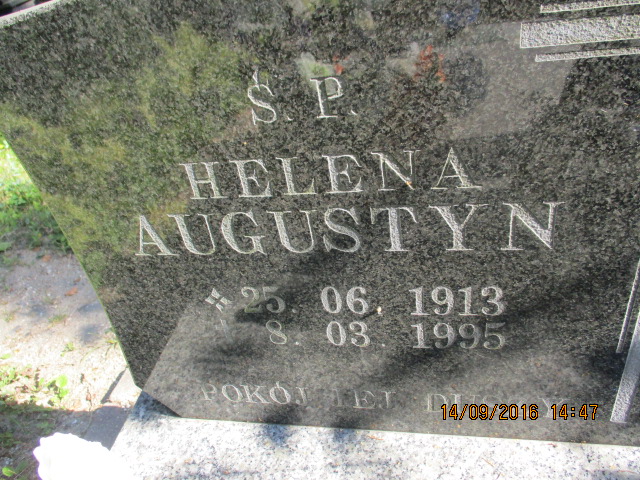 Ś. P.
HELENA
AUGUSTYN
25. 06. 1913
8. 03. 1995
POKÓJ JEJ
14/09/2016 14:47